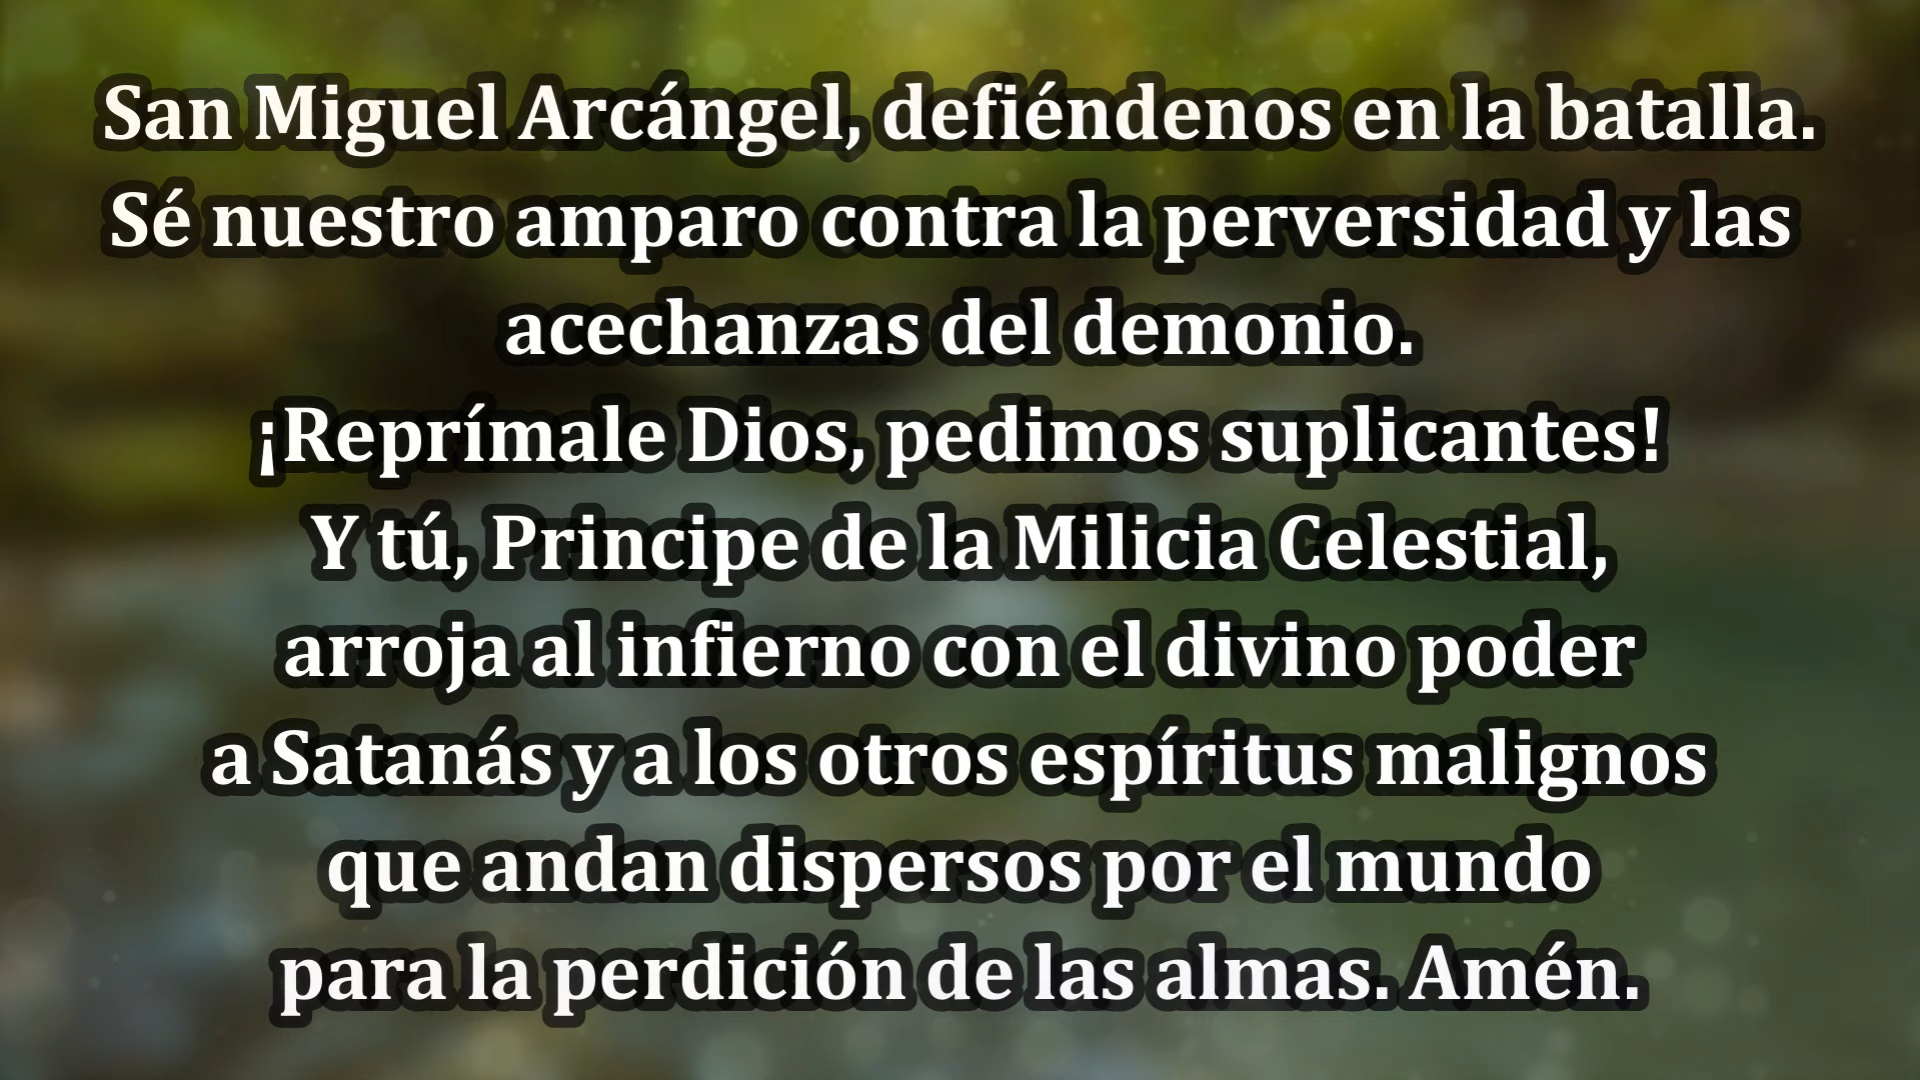 San Miguel Arcángel, defiéndenos en la batalla.
Sé nuestro amparo contra la perversidad y las
acechanzas del demonio.
¡Reprímale Dios, pedimos suplicantes!
Y tú, Principe de la Milicia Celestial,
arroja al infierno con el divino poder
a Satanás y a los otros espíritus malignos
que andan dispersos por el mundo
para la perdición de las almas. Amén.